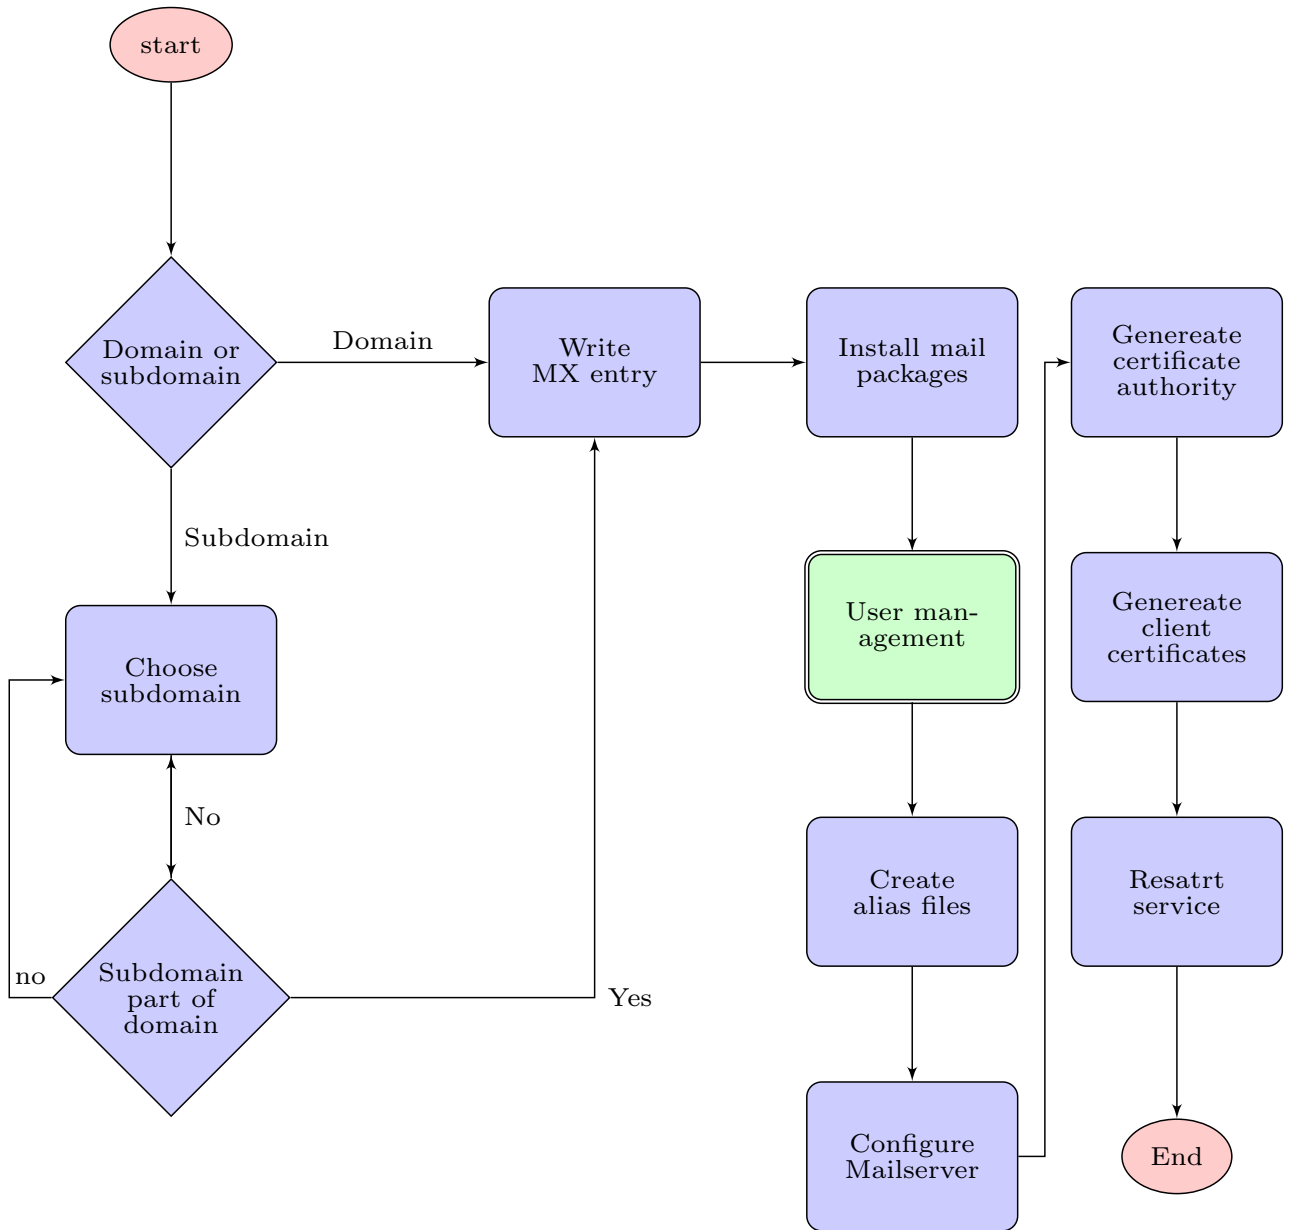 start
Domain or
subdomain
Domain
Write
MX entry
Install mail
packages
Genereate
certificate
authority
Subdomain
Choose
subdomain
User man-
agement
Genereate
client
certificates
No
Create
alias files
Resatrt
service
no
Subdomain
part of
domain
Yes
Configure
Mailserver
End